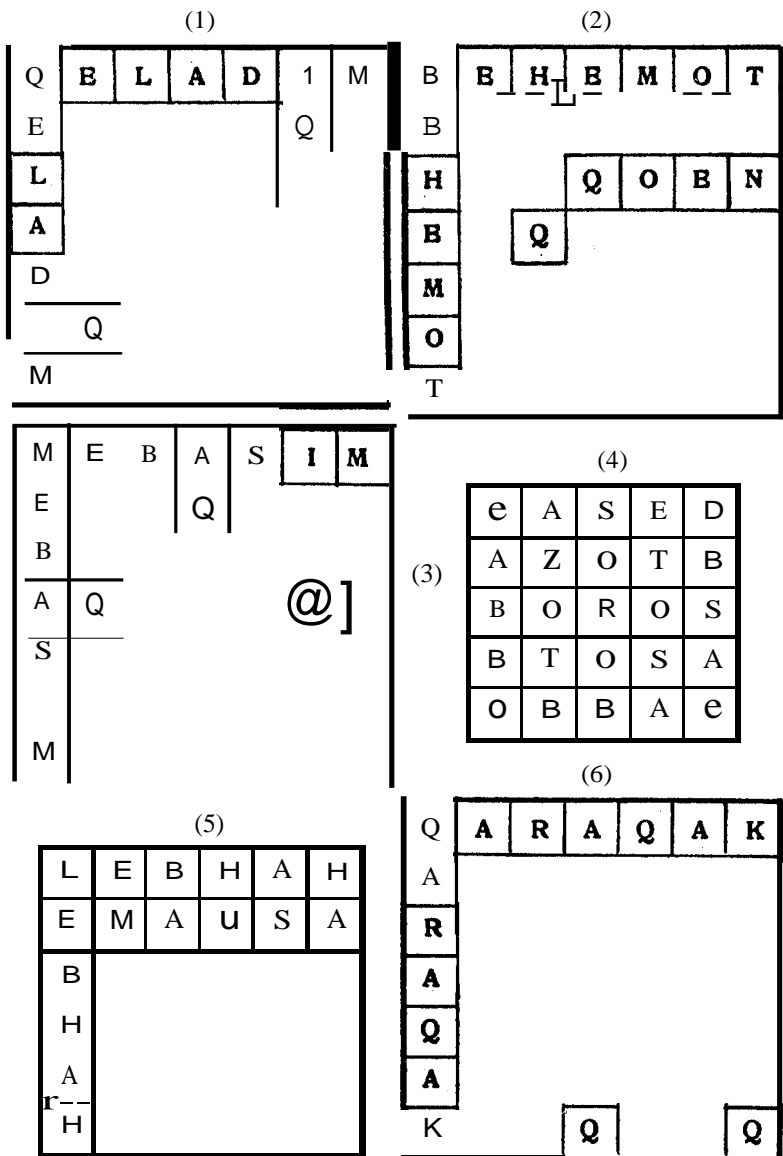 (1)
Q E L A D 1 M
E Q
L
A
D
Q
M
(2)
B E H E M O T
B L
H Q O E N
E Q
M
O
T
(3)
M E B A S I M
E Q
B
A Q @]
S
M
(4)
e A S E D
A Z O T B
B O R O S
B T O S A
o B B A e
(5)
L E B H A H
E M A u S A
B
H
A
r--
H
(6)
Q A R A Q A K
A
R
A
Q
A
K Q Q